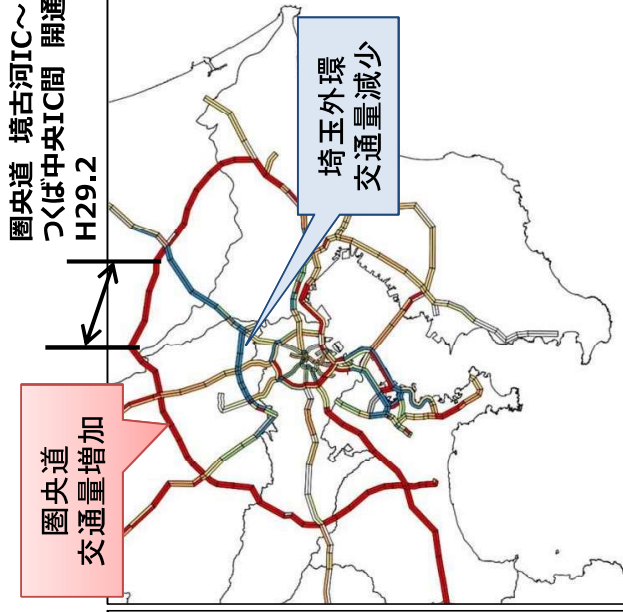 圏央道 境古河IC～
つくば中央IC間 開通
H29.2
圏央道
交通量増加
埼玉外環
交通量減少